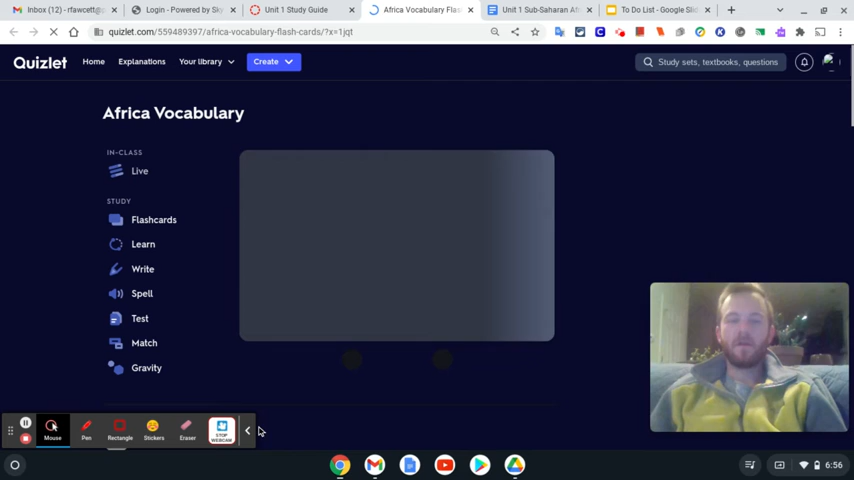 Inbox (12) - rfawcett@c
Login - Powered by Sky
Unit 1 Study Guide
Africa Vocabulary Flas
Unit 1 Sub-Saharan Afr
To Do List - Google Slid
quizlet.com/559489397/africa-vocabulary-flash-cards/?x=1jqt
Quizlet
Home
Explanations
Your library
Create
Study sets, textbooks, questions
Africa Vocabulary
IN-CLASS
Live
STUDY
Flashcards
Learn
Write
Spell
Test
Match
Gravity
Mouse
Pen
Rectangle
Stickers
Eraser
STOP
WEBCAM
6:56